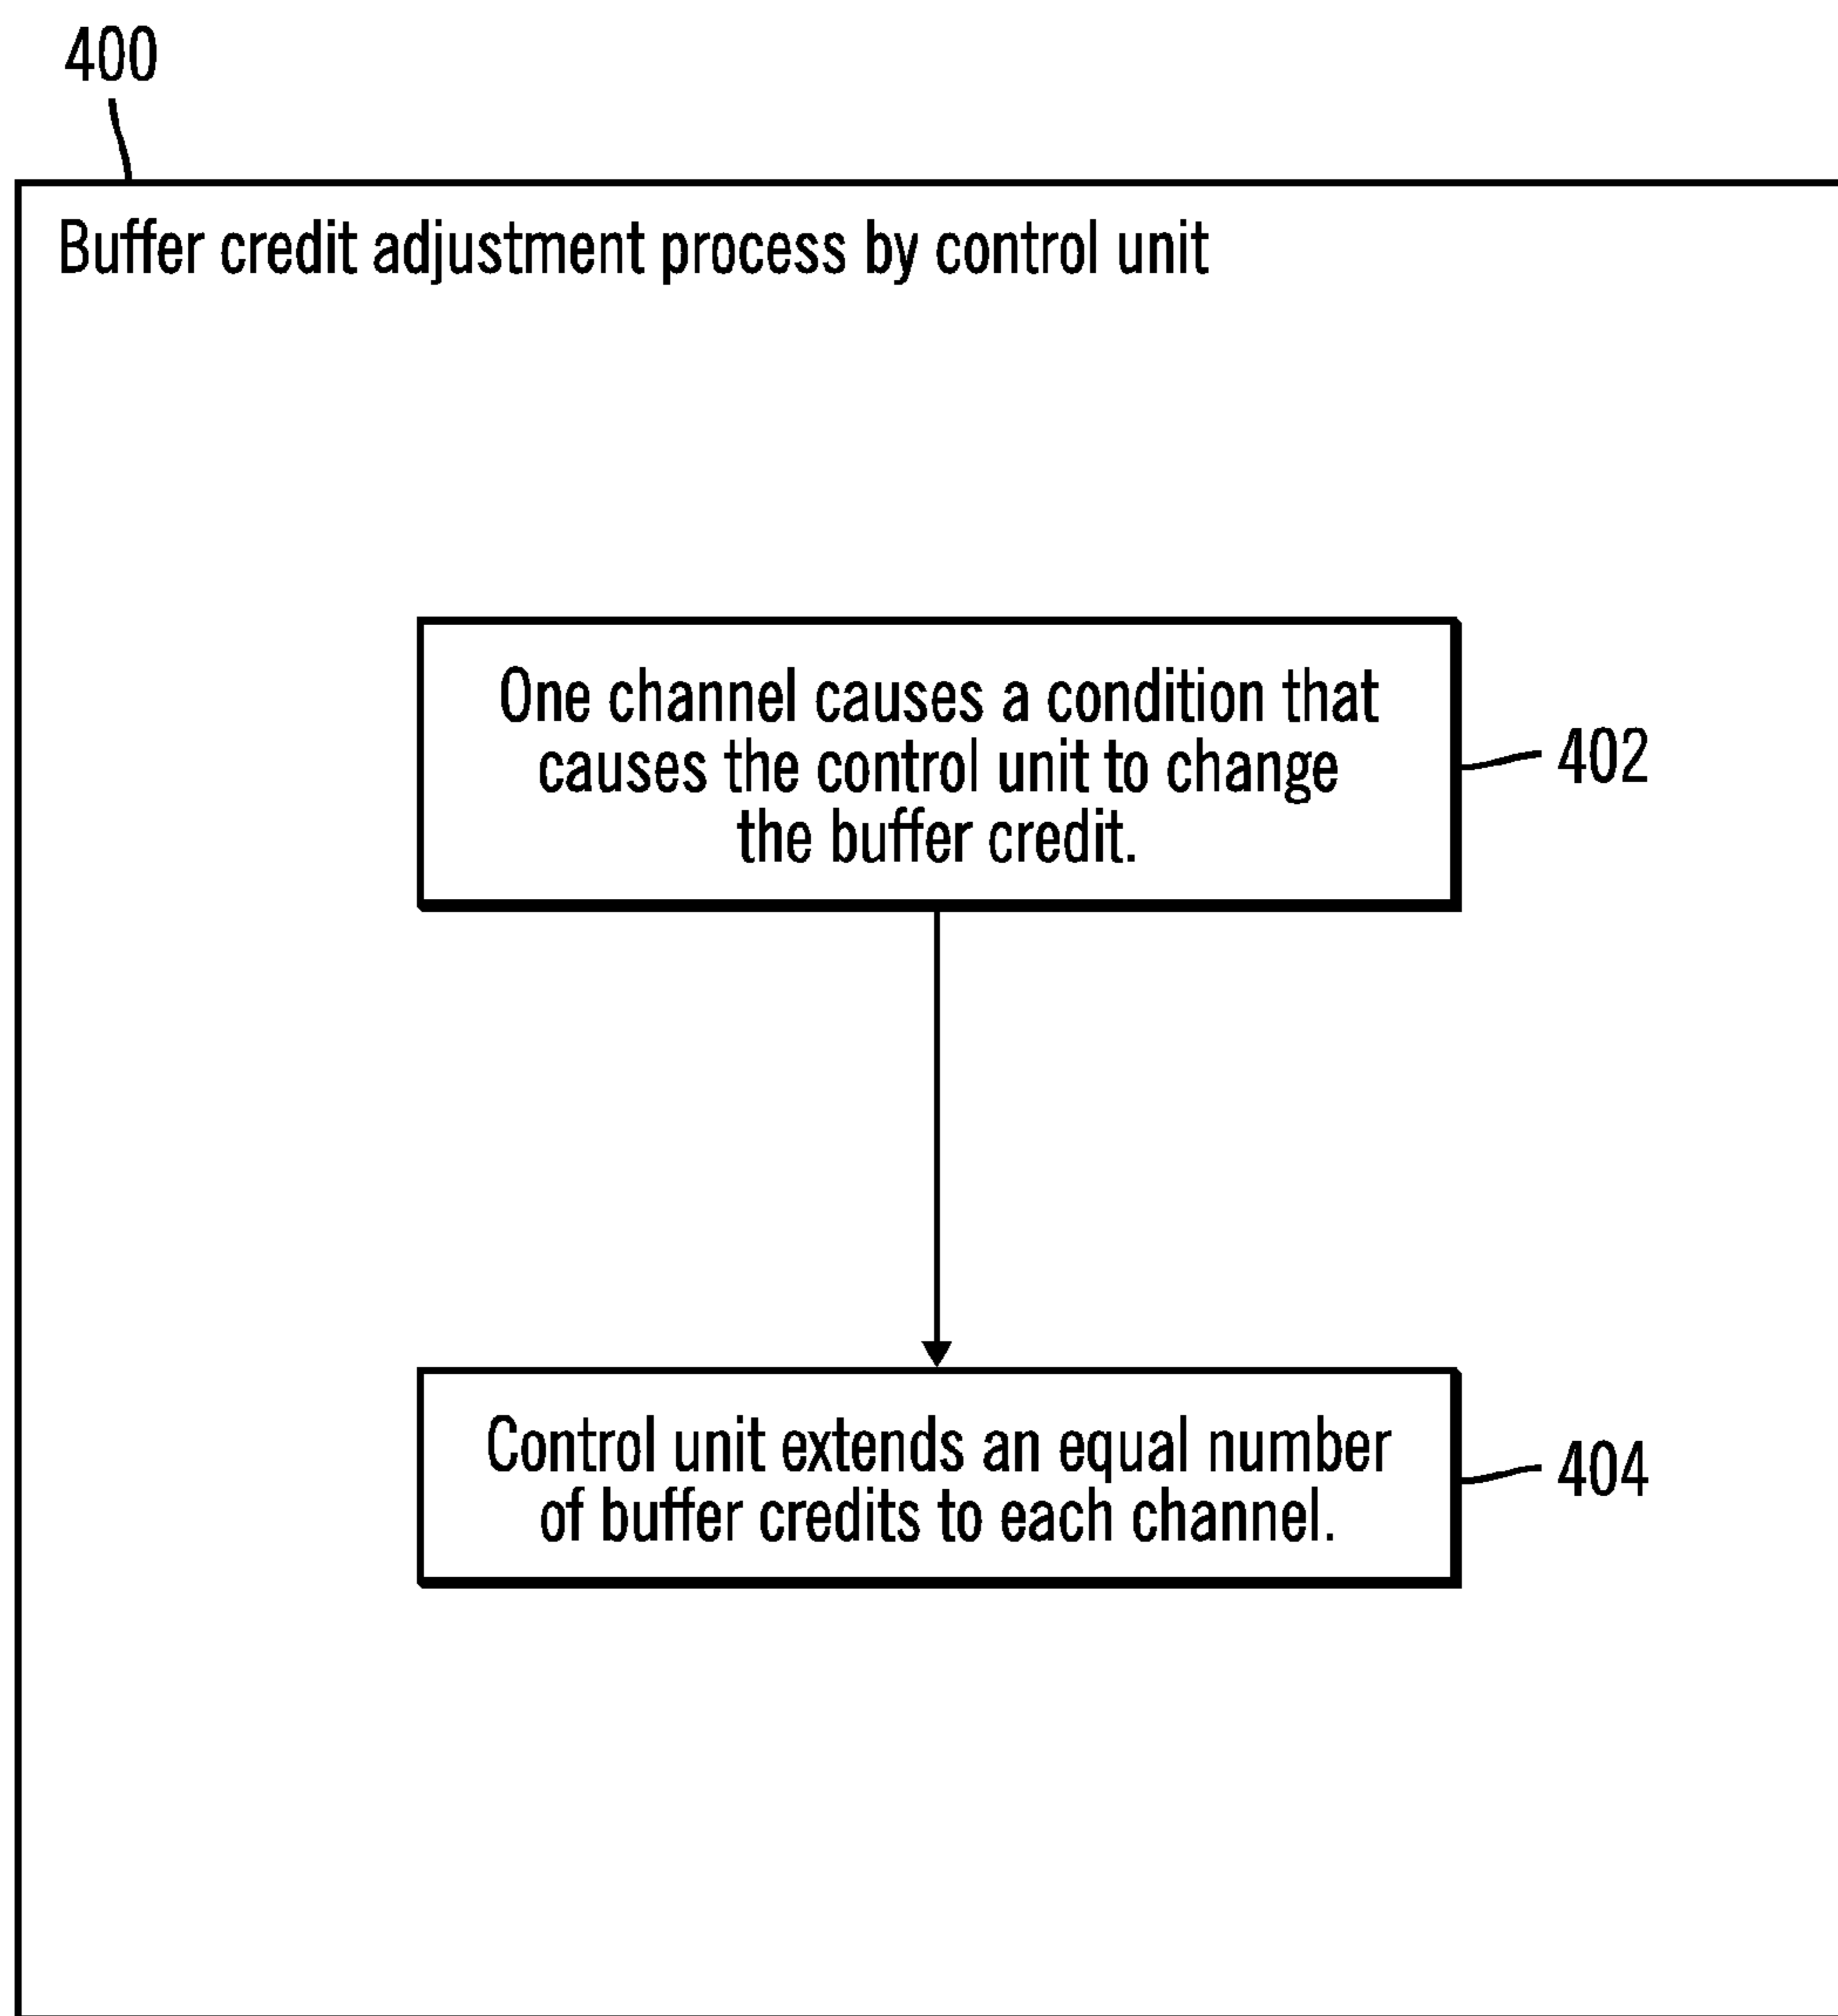 400
Buffer credit adjustment process by control unit
One channel causes a condition that
causes the control unit to change
the buffer credit.
402
Control unit extends an equal number
of buffer credits to each channel.
404